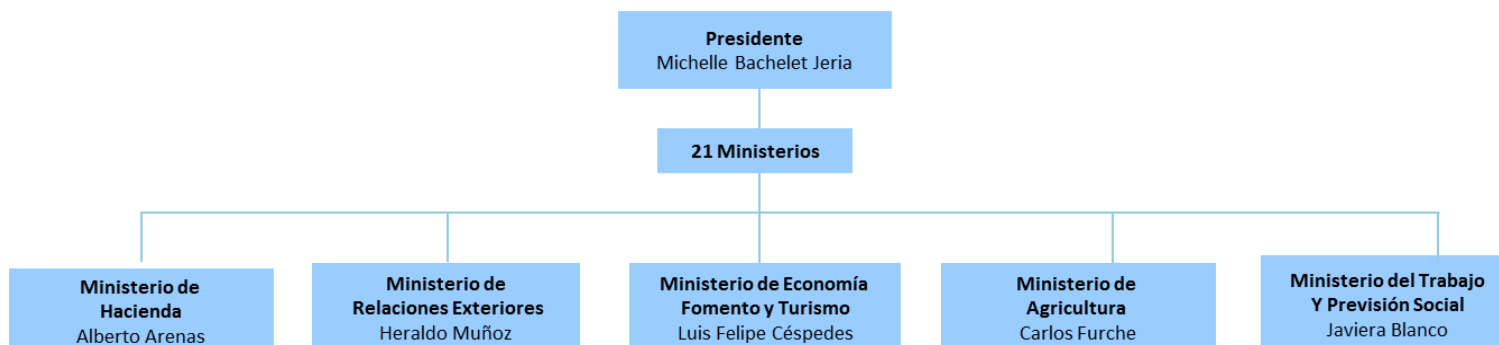 Presidente
Michelle Bachelet Jeria
21 Ministerios
Ministerio de
Hacienda
Alberto Arenas
Ministerio de
Relaciones Exteriores
Heraldo Muñoz
Ministerio de Economía
Fomento y Turismo
Luis Felipe Céspedes
Ministerio de
Agricultura
Carlos Furche
Ministerio del Trabajo
Y Previsión Social
Javiera Blanco